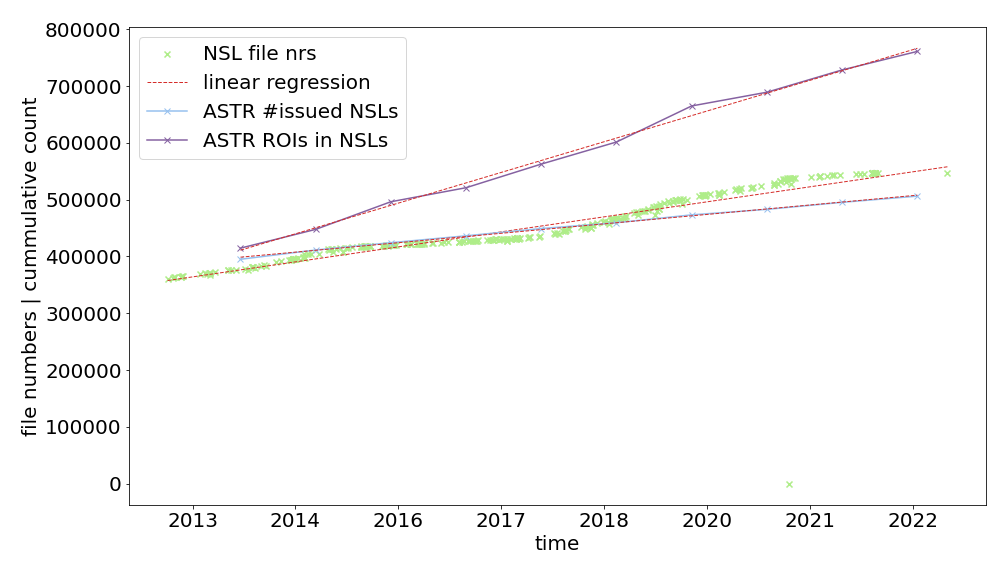 800000
700000
600000
500000
400000
300000
200000
100000
0
file numbers | cummulative count
NSL file nrs
linear regression
ASTR #issued NSLs
ASTR ROIs in NSLs
2013 2014 2016 2017 2018 2020 2021 2022
time